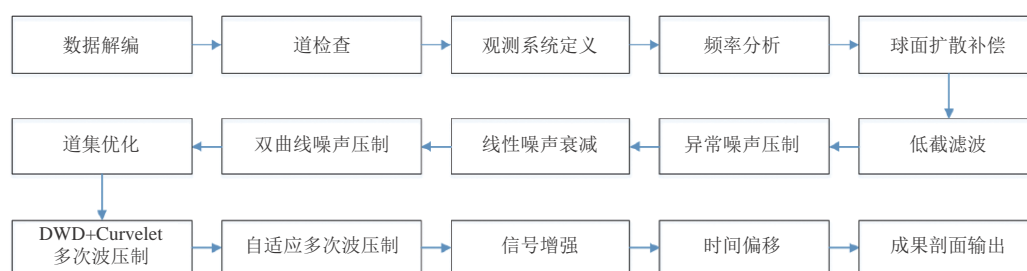 数据解编
道检查
观测系统定义
频率分析
球面扩散补偿
道集优化
双曲线噪声压制
线性噪声衰减
异常噪声压制
低截滤波
DWD+Curvelet
多次波压制
自适应多次波压制
信号增强
时间偏移
成果剖面输出